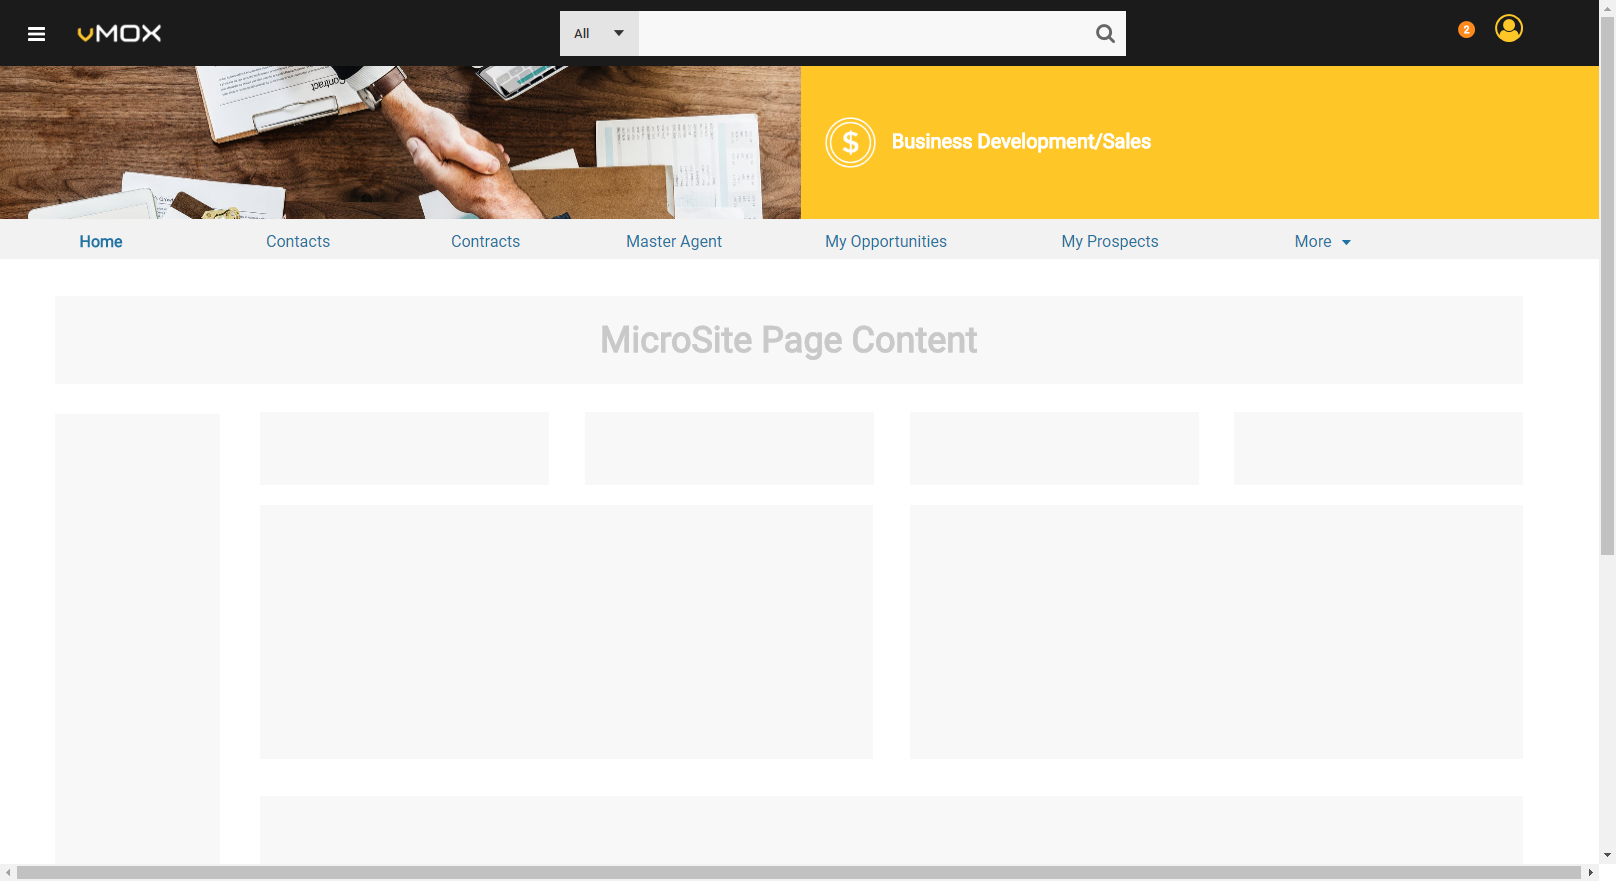 vMOX
All
2
Contract
$
Business Development/Sales
Home
Contacts
Contracts
Master Agent
My Opportunities
My Prospects
More
MicroSite Page Content